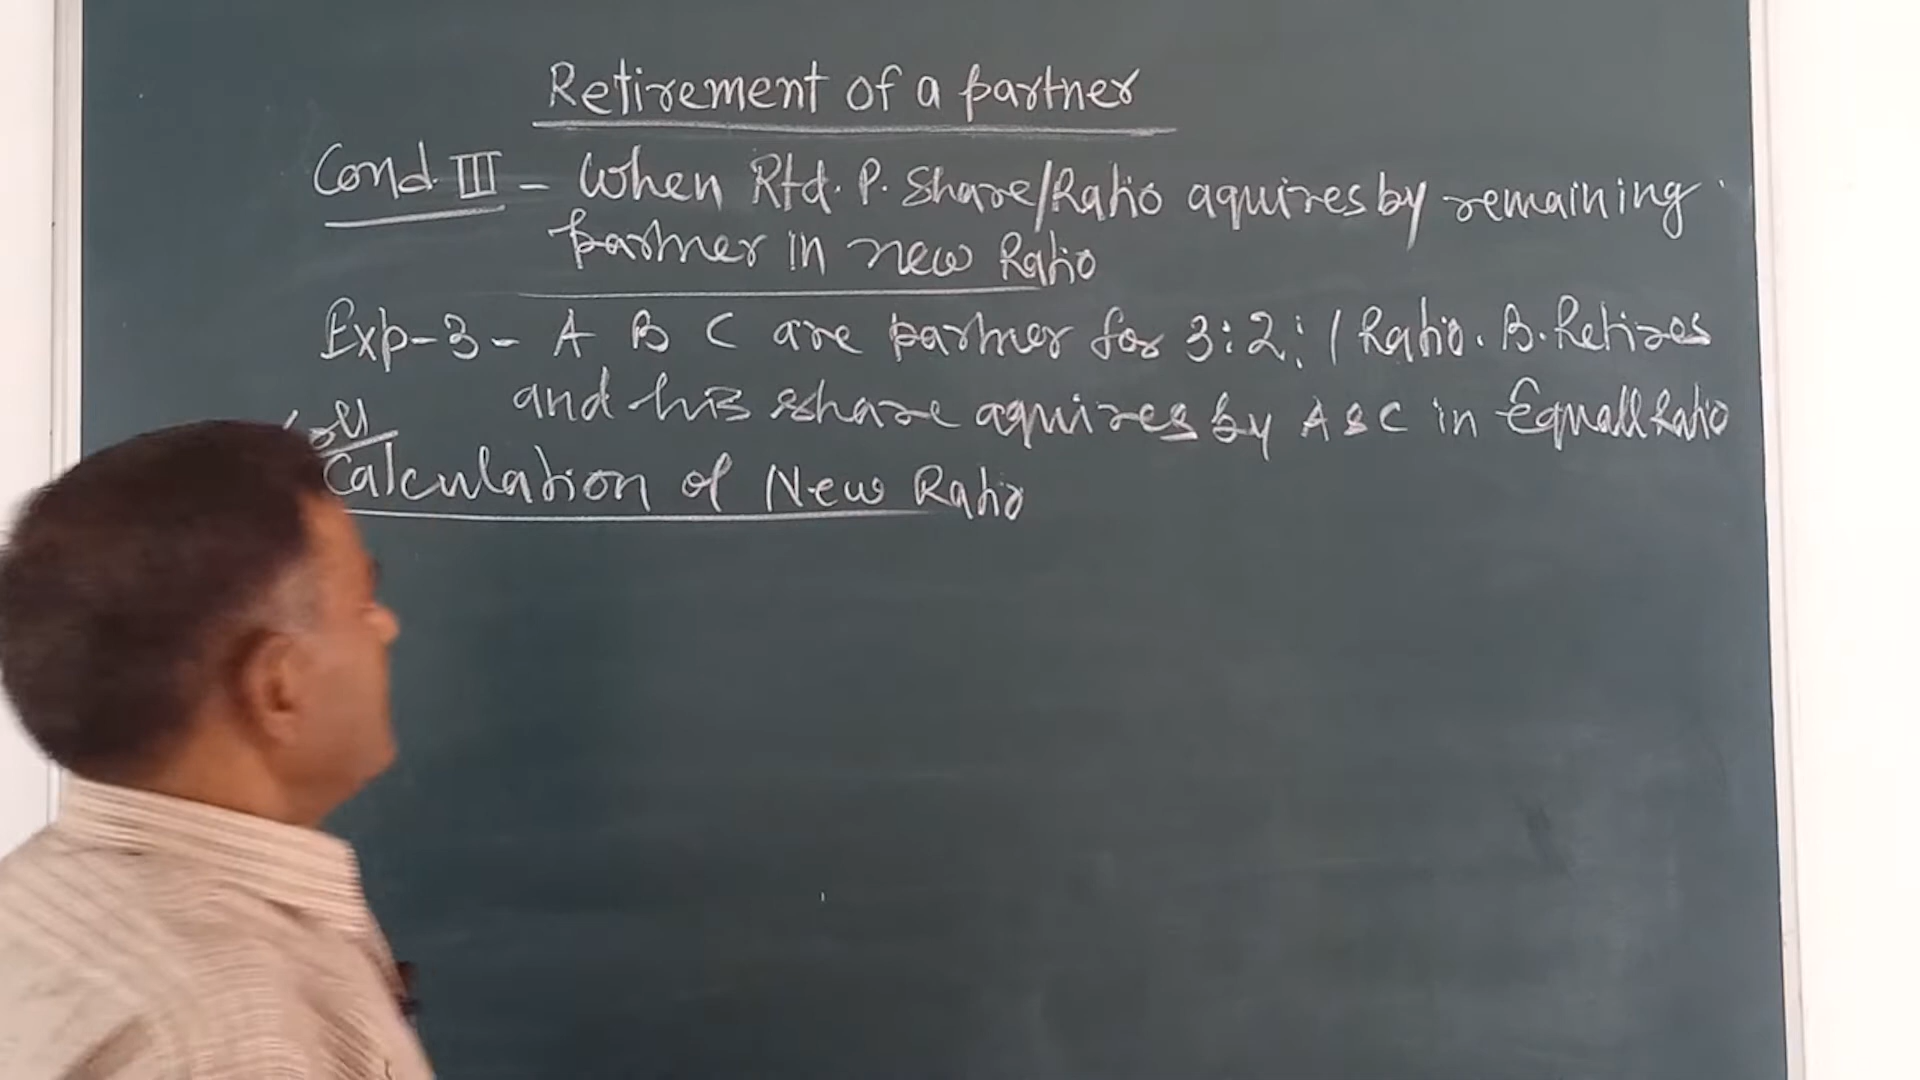 Retirement of a partner
Cond. III - When Rtd. P. Share/Ratio aquires by remaining
partner in new Ratio
Exp-3- A B C are partner for 3:2:1 Ratio. B. Retires
and his share aquires by A & C in Equall Ratio
Soll
Calculation of New Ratio